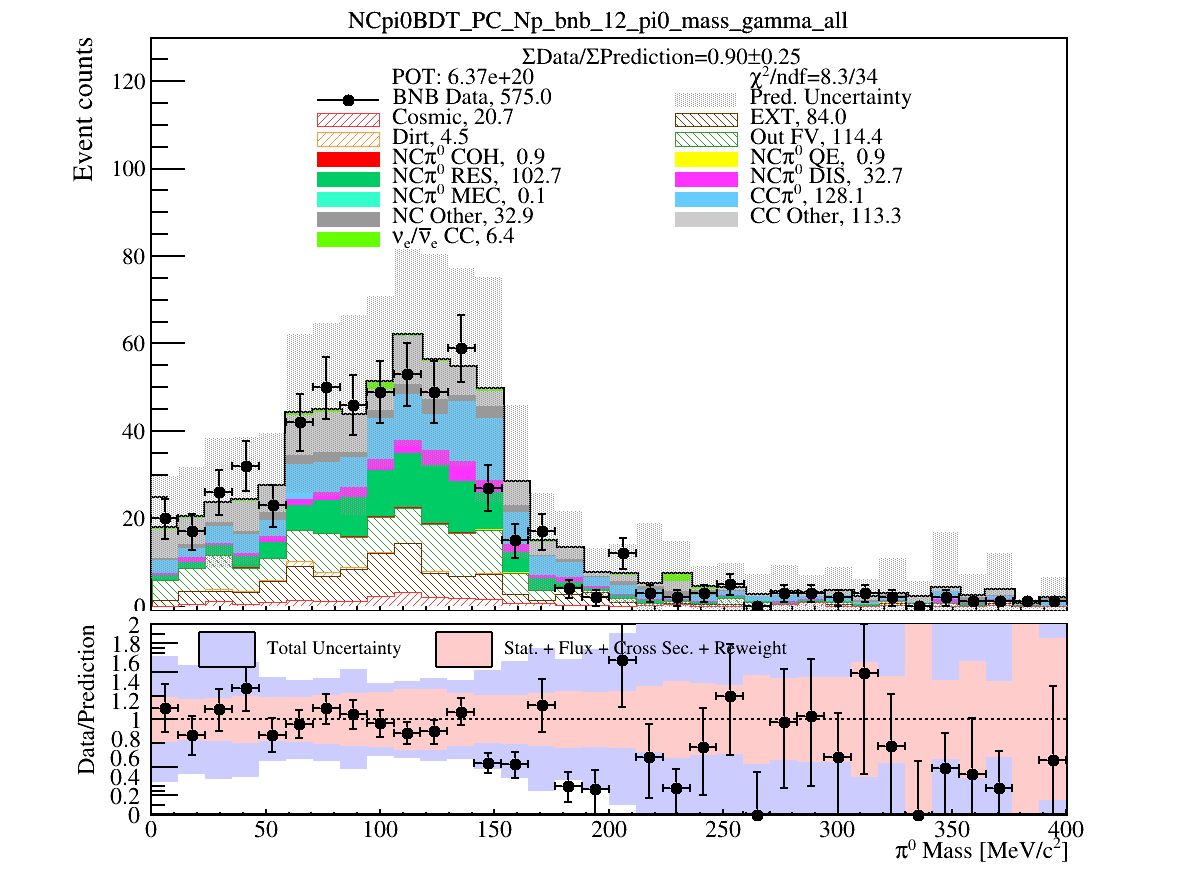 NCpi0BDT_PC_Np_bnb_12_pi0_mass_gamma_all
ΣData/ΣPrediction=0.90±0.25
POT: 6.37e+20
χ²/ndf=8.3/34
BNB Data, 575.0
Pred. Uncertainty
Cosmic, 20.7
EXT, 84.0
Dirt, 4.5
Out FV, 114.4
NCπ⁰ COH, 0.9
NCπ⁰ QE, 0.9
NCπ⁰ RES, 102.7
NCπ⁰ DIS, 32.7
NCπ⁰ MEC, 0.1
CCπ⁰, 128.1
NC Other, 32.9
CC Other, 113.3
νₑ/ν̅ₑ CC, 6.4
Event counts
120
100
80
60
40
20
0
Total Uncertainty
Stat. + Flux + Cross Sec. + Reweight
Data/Prediction
2
1.8
1.6
1.4
1.2
1
0.8
0.6
0.4
0.2
0
0 50 100 150 200 250 300 350 400
π⁰ Mass [MeV/c²]